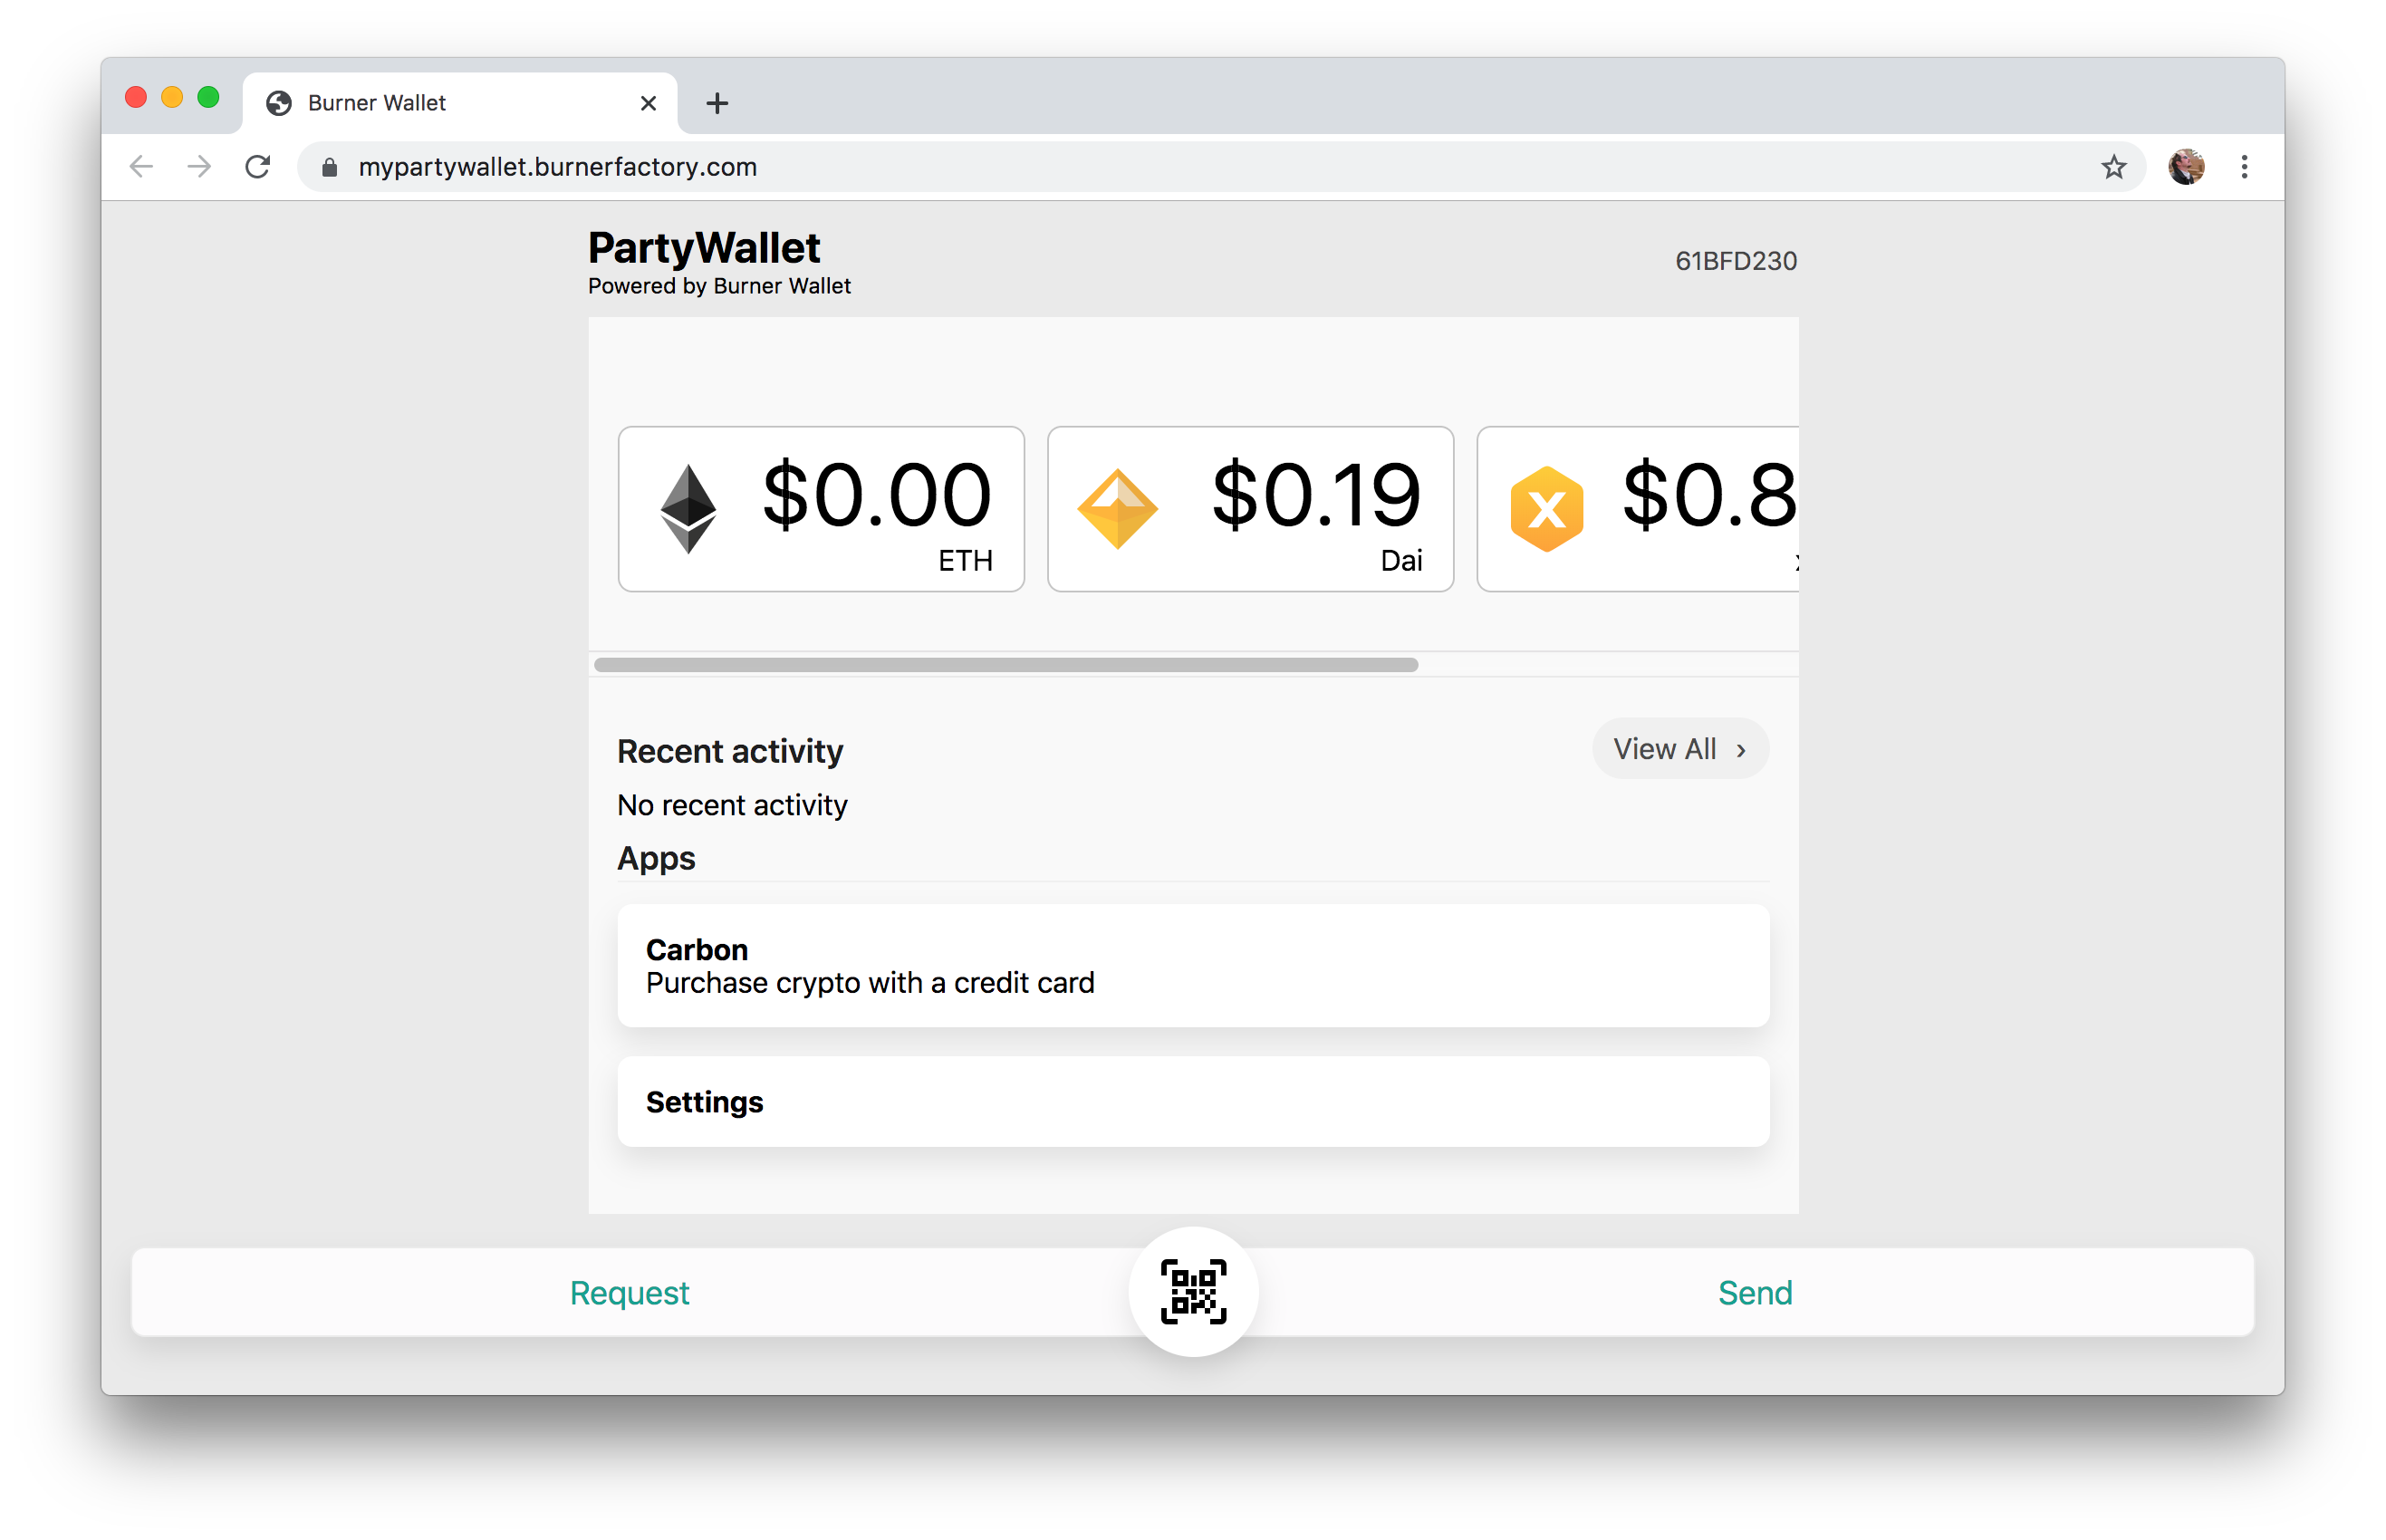 Burner Wallet
mypartywallet.burnerfactory.com
PartyWallet
Powered by Burner Wallet
61BFD230
$0.00
ETH
$0.19
Dai
$0.8
Recent activity
View All ›
No recent activity
Apps
Carbon
Purchase crypto with a credit card
Settings
Request
Send